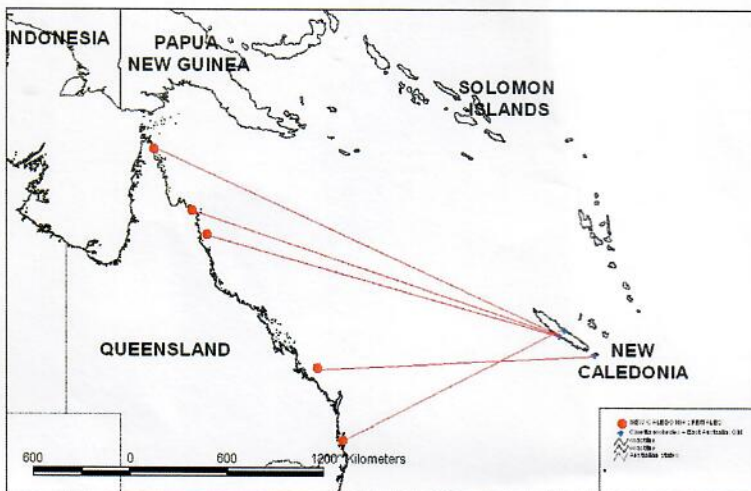 INDONESIA
PAPUA
NEW GUINEA
SOLOMON
ISLANDS
QUEENSLAND
NEW
CALEDONIA
600 0 600 1200 Kilometers